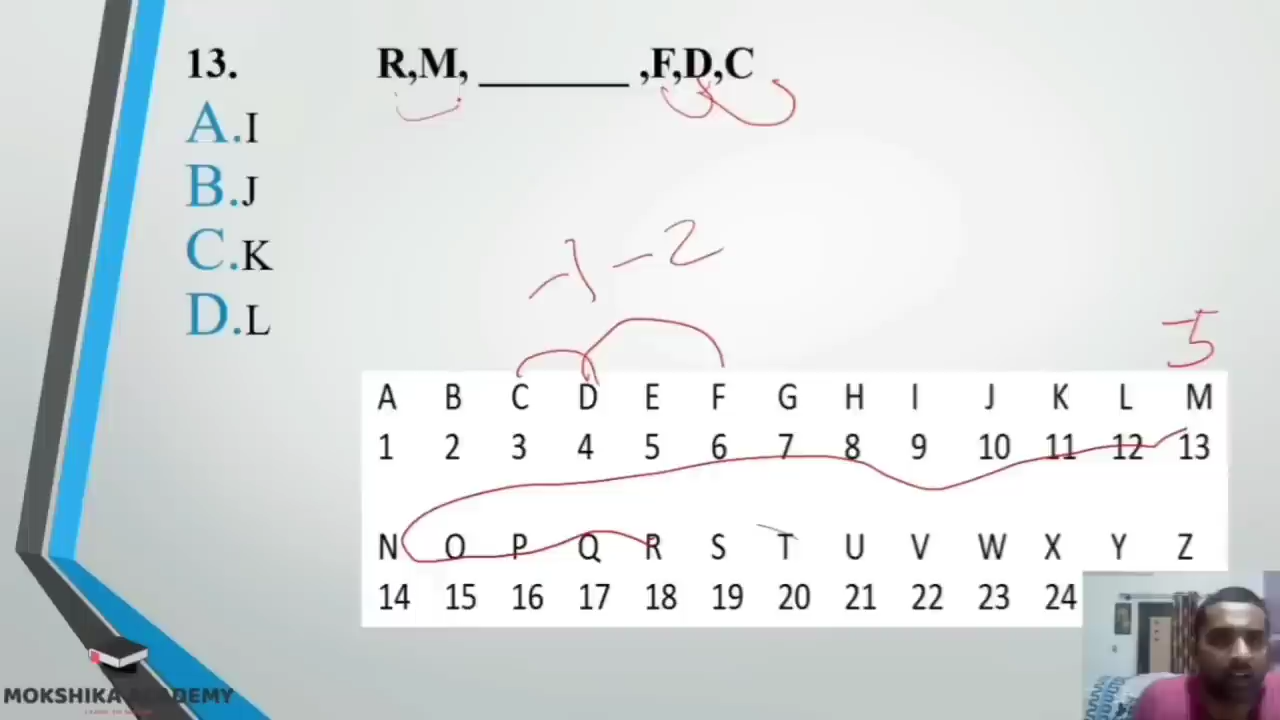 13. R,M, ________ ,F,D,C
A.I
B.J
C.K
D.L
-1 -2
5
A B C D E F G H I J K L M
1 2 3 4 5 6 7 8 9 10 11 12 13
N O P Q R S T U V W X Y Z
14 15 16 17 18 19 20 21 22 23 24
MOKSHIKA ACADEMY